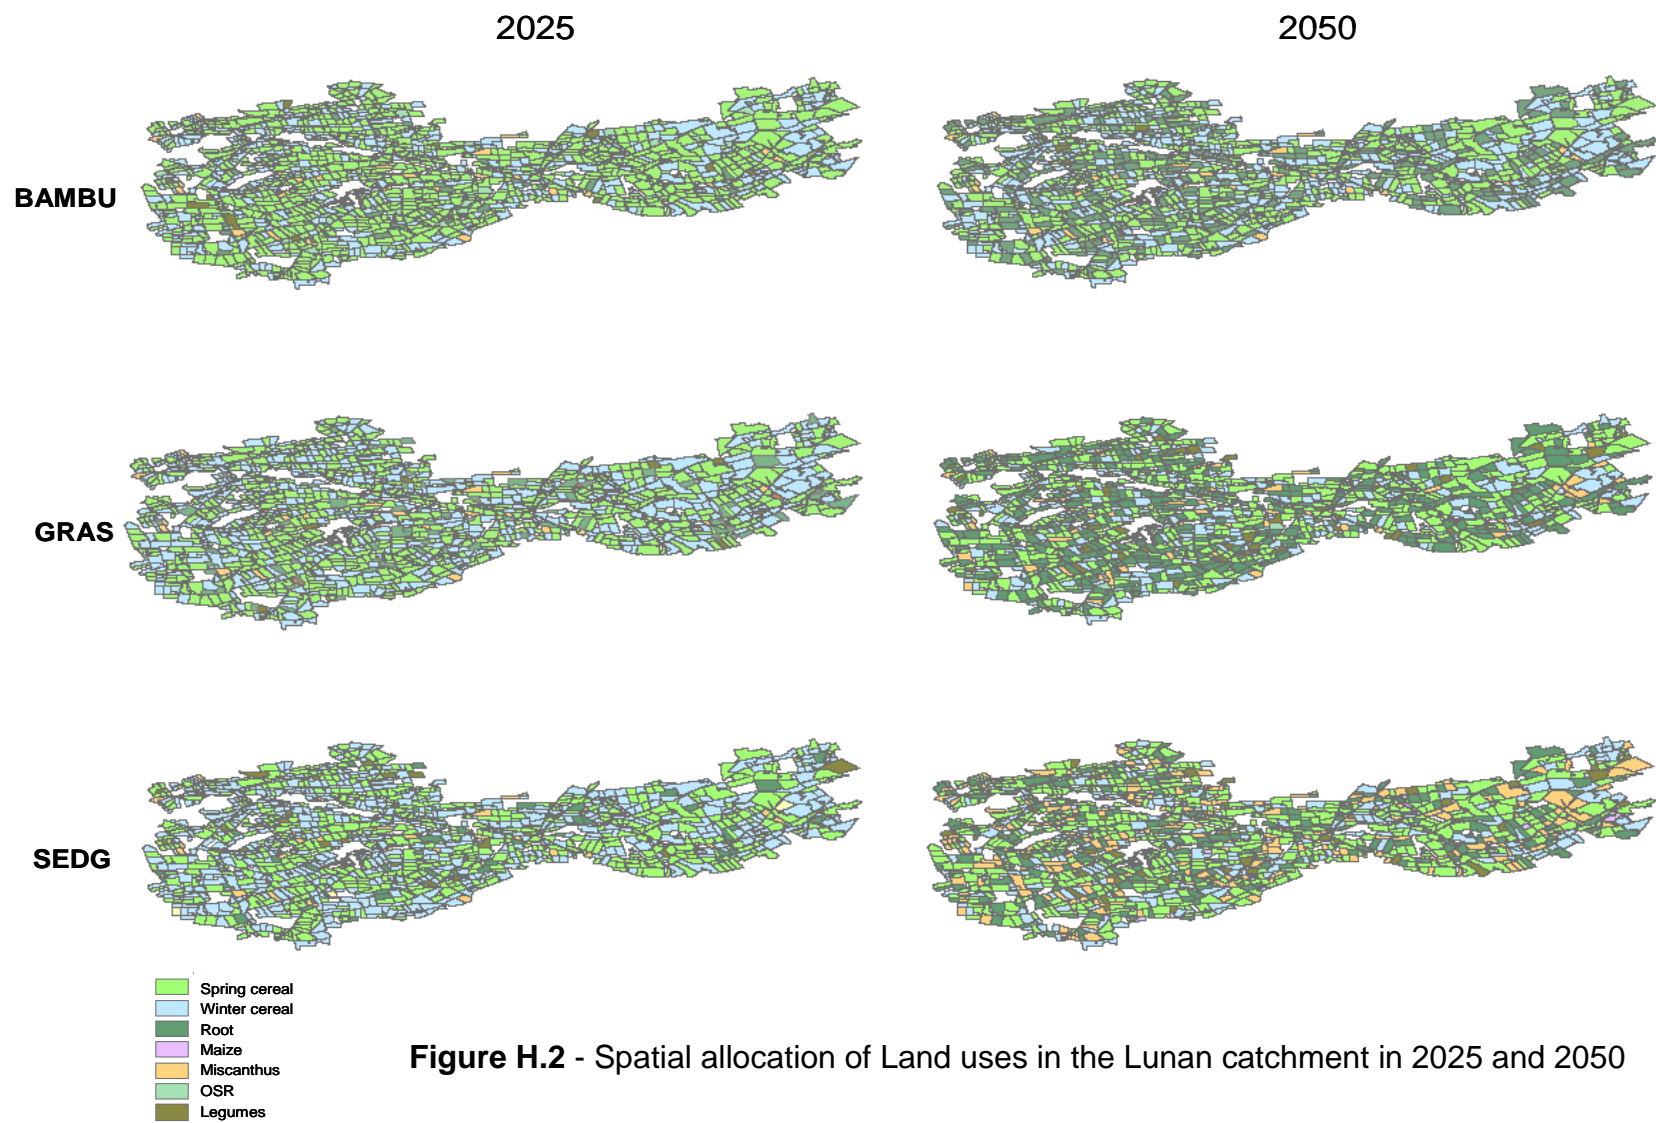 2025
2050
BAMBU
GRAS
SEDG
Spring cereal
Winter cereal
Root
Maize
Miscanthus
OSR
Legumes
Figure H.2 - Spatial allocation of Land uses in the Lunan catchment in 2025 and 2050